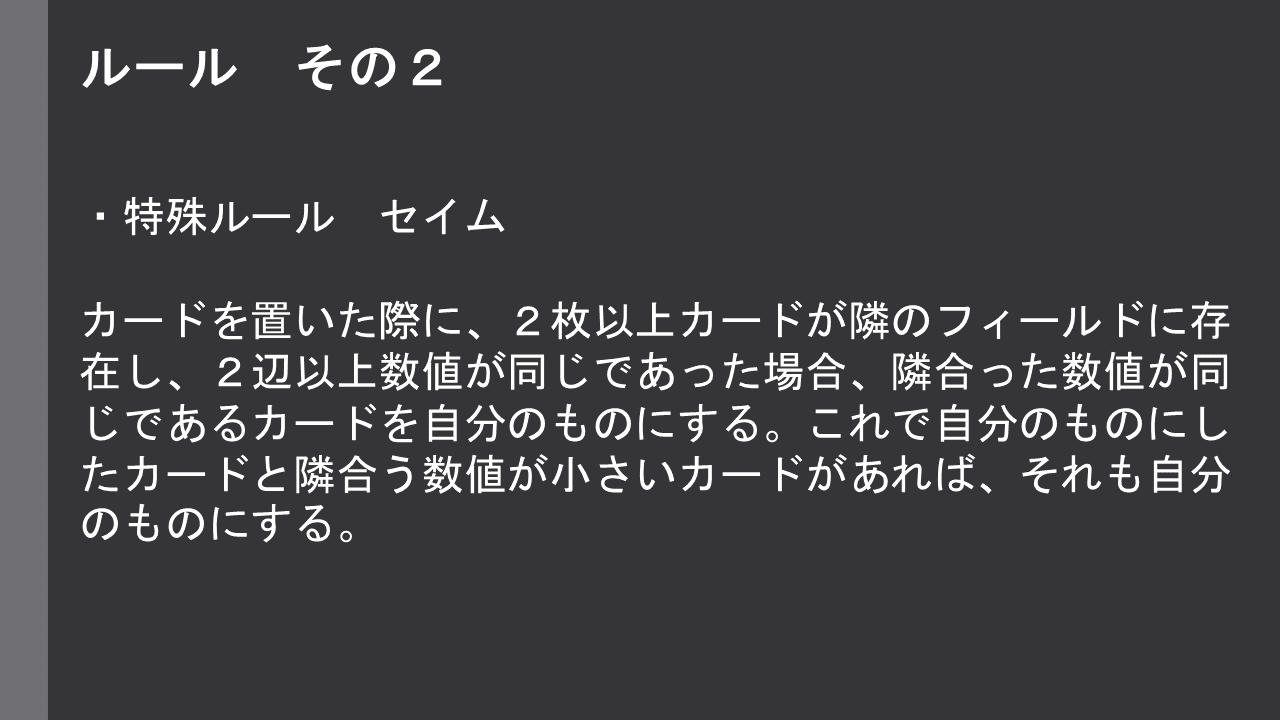 ルール　その２
・特殊ルール　セイム
カードを置いた際に、２枚以上カードが隣のフィールドに存
在し、２辺以上数値が同じであった場合、隣合った数値が同
じであるカードを自分のものにする。これで自分のものにし
たカードと隣合う数値が小さいカードがあれば、それも自分
のものにする。